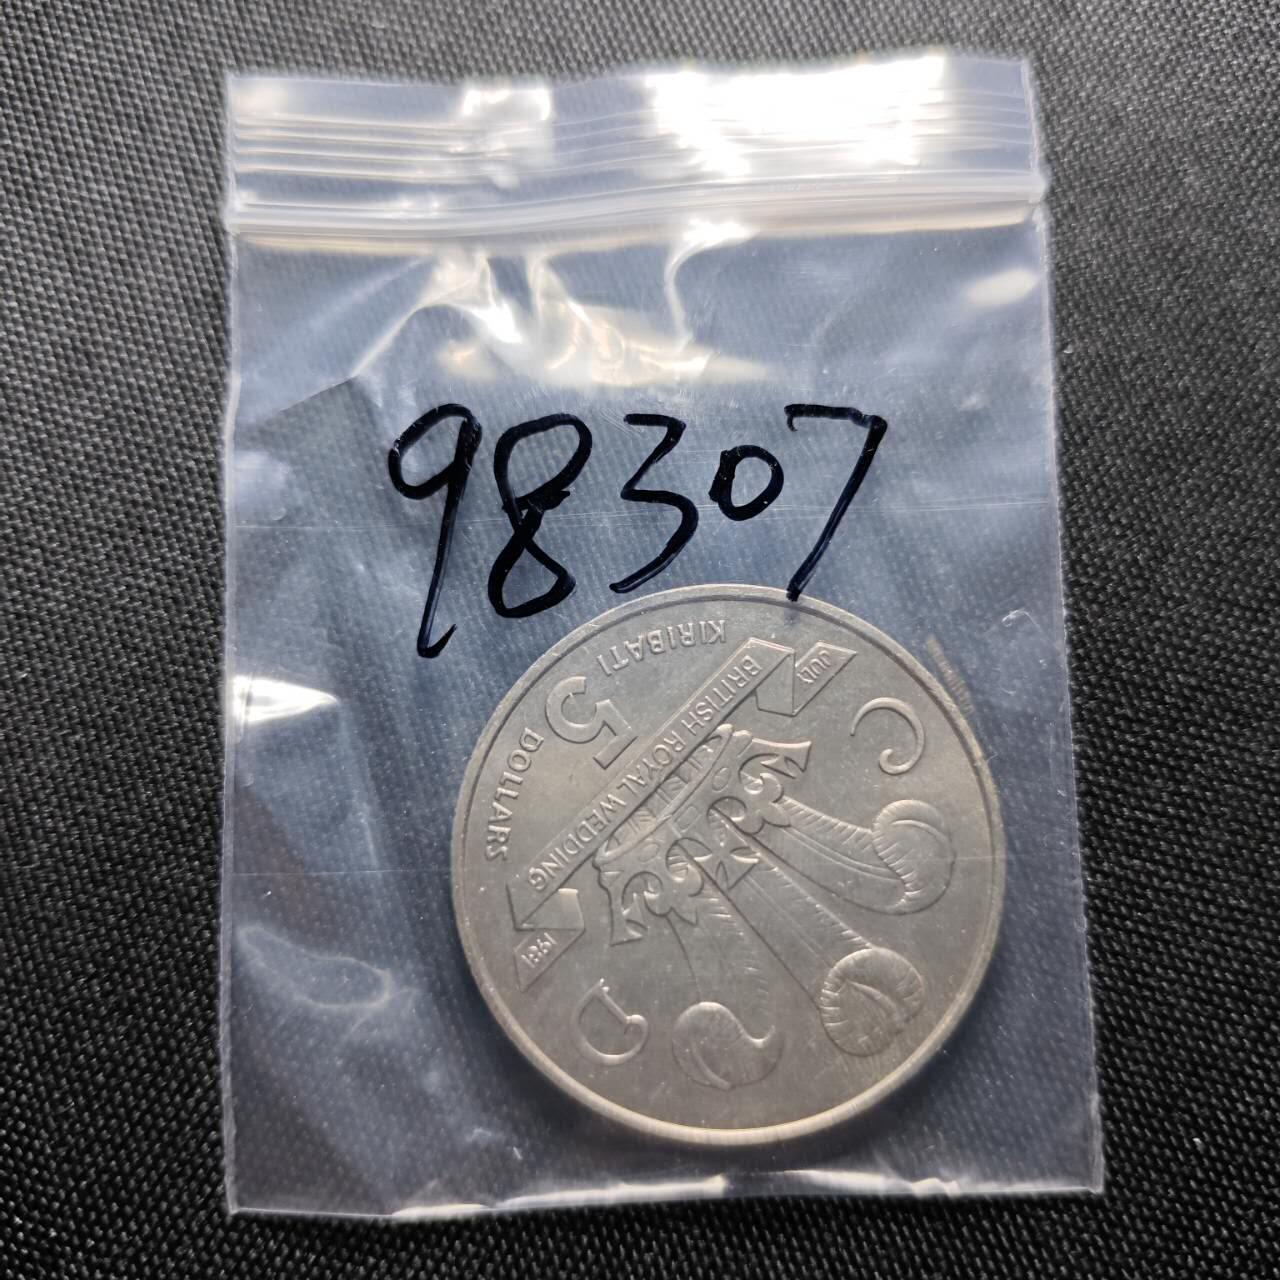 98307
KIRIBATI
5
DOLLARS
JULY
BRITISH ROYAL WEDDING
1981
C
D